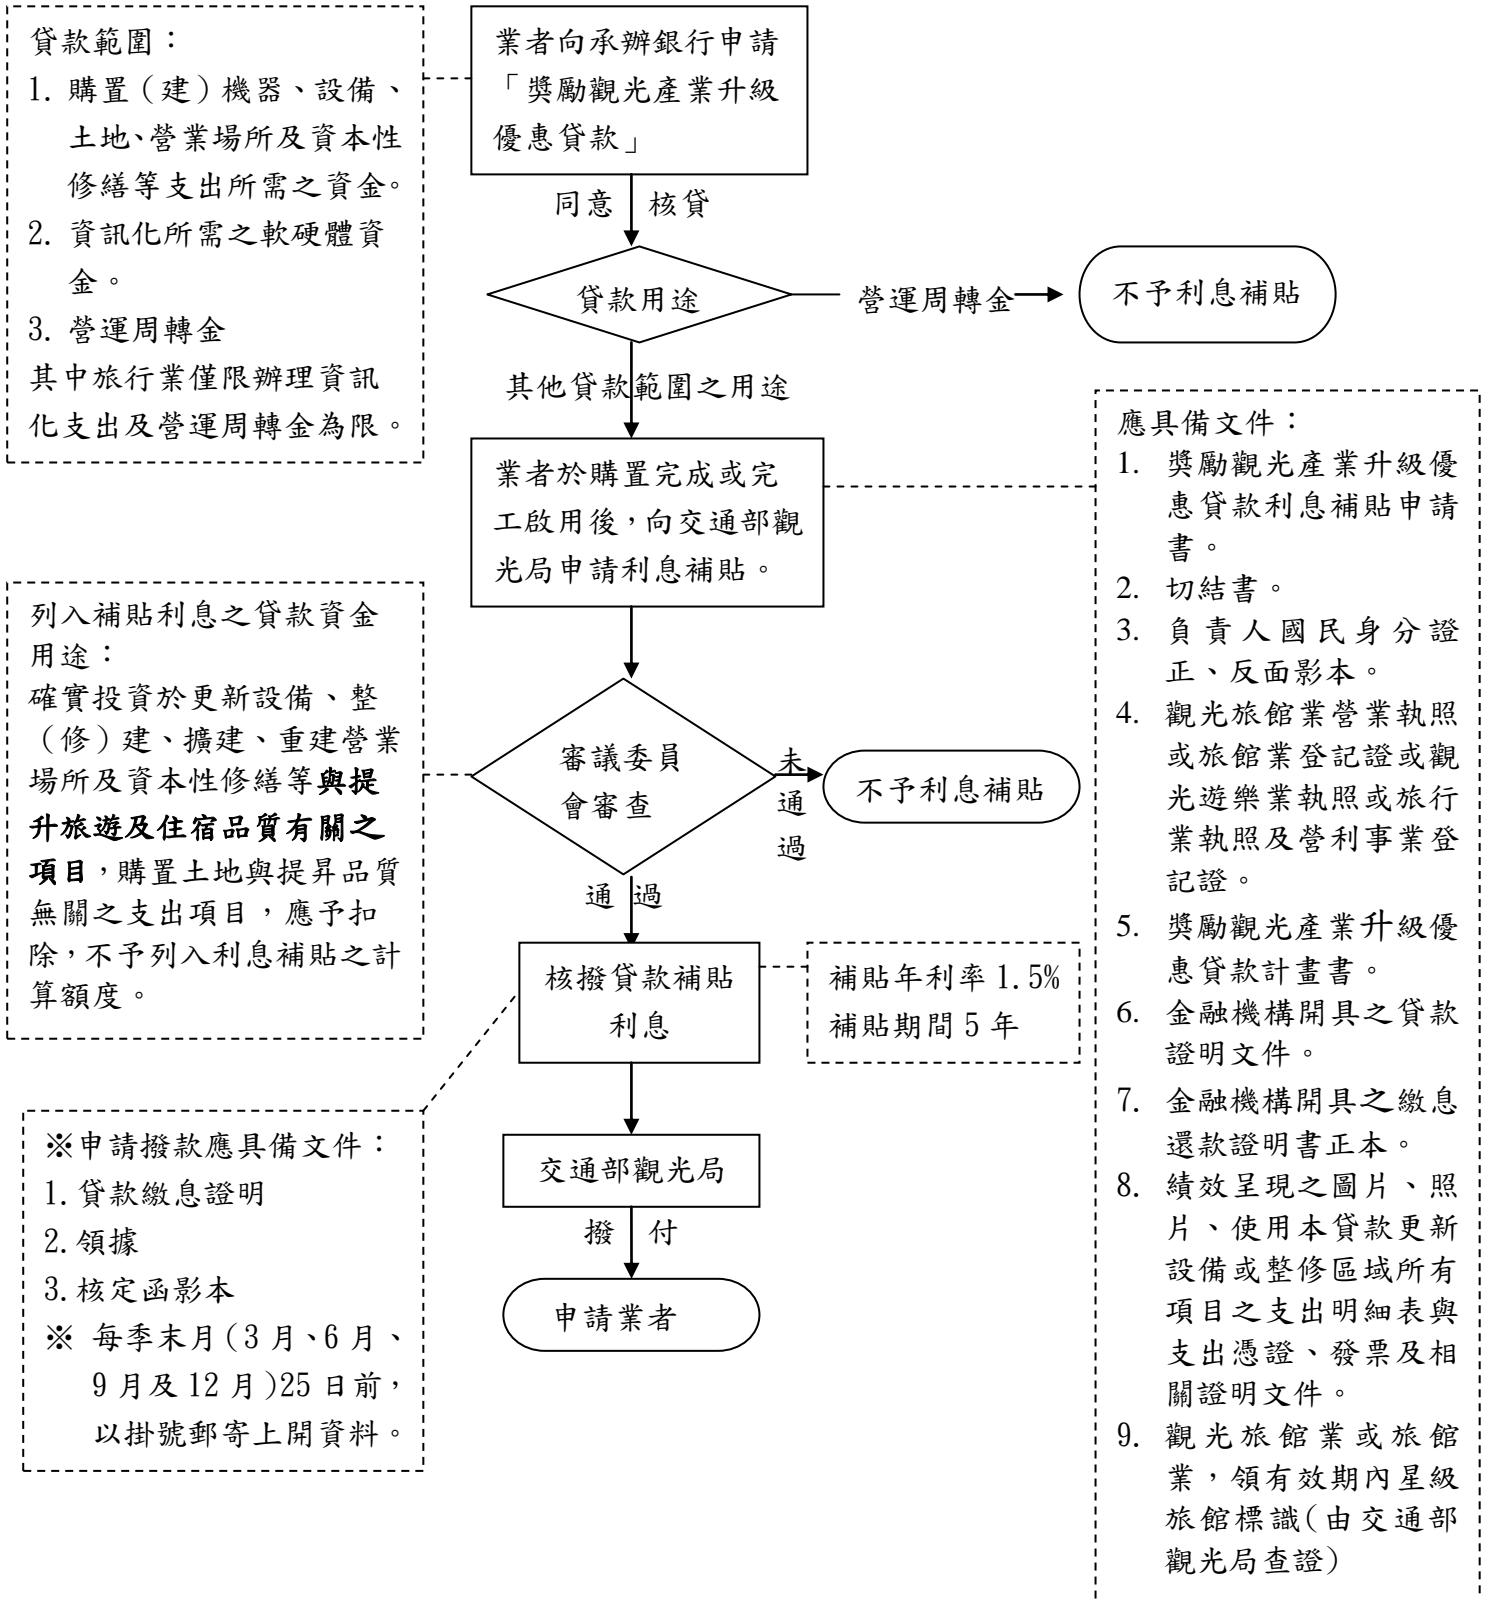 貸款範圍：
1. 購置（建）機器、設備、
土地、營業場所及資本性
修繕等支出所需之資金。
2. 資訊化所需之軟硬體資
金。
3. 營運周轉金
其中旅行業僅限辦理資訊
化支出及營運周轉金為限。
業者向承辦銀行申請
「獎勵觀光產業升級
優惠貸款」
同意 核貸
貸款用途
營運周轉金
不予利息補貼
其他貸款範圍之用途
業者於購置完成或完
工啟用後，向交通部觀
光局申請利息補貼。
應具備文件：
1. 獎勵觀光產業升級優
惠貸款利息補貼申請
書。
2. 切結書。
3. 負責人國民身分證
正、反面影本。
4. 觀光旅館業營業執照
或旅館業登記證或觀
光遊樂業執照或旅行
業執照及營利事業登
記證。
5. 獎勵觀光產業升級優
惠貸款計畫書。
6. 金融機構開具之貸款
證明文件。
7. 金融機構開具之繳息
還款證明書正本。
8. 績效呈現之圖片、照
片、使用本貸款更新
設備或整修區域所有
項目之支出明細表與
支出憑證、發票及相
關證明文件。
9. 觀光旅館業或旅館
業，領有效期內星級
旅館標識(由交通部
觀光局查證)
列入補貼利息之貸款資金
用途：
確實投資於更新設備、整
（修）建、擴建、重建營業
場所及資本性修繕等與提
升旅遊及住宿品質有關之
項目，購置土地與提昇品質
無關之支出項目，應予扣
除，不予列入利息補貼之計
算額度。
審議委員
會審查
未
通
過
不予利息補貼
通 過
核撥貸款補貼
利息
補貼年利率 1.5%
補貼期間 5 年
※申請撥款應具備文件：
1.貸款繳息證明
2.領據
3.核定函影本
※ 每季末月(3 月、6 月、
9 月及 12 月)25 日前，
以掛號郵寄上開資料。
交通部觀光局
撥 付
申請業者